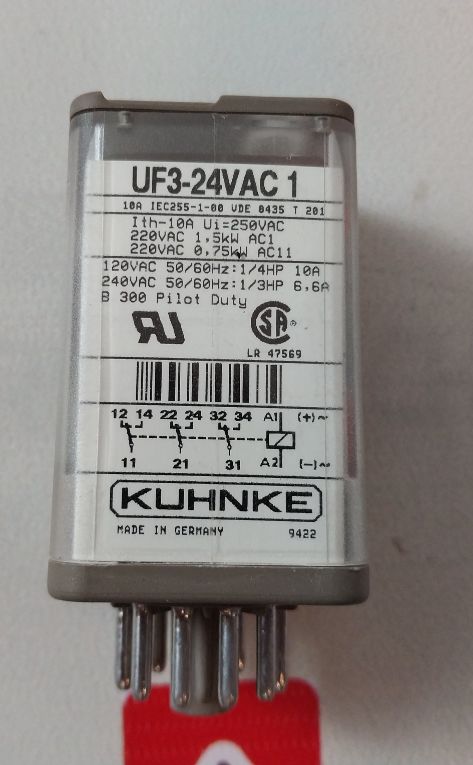 UF3-24VAC 1
10A IEC255-1-00 VDE 0435 T 201
Ith-10A Ui=250VAC
220VAC 1,5kW AC1
220VAC 0,75kW AC11
120VAC 50/60Hz:1/4HP 10A
240VAC 50/60Hz:1/3HP 6,6A
B 300 Pilot Duty
RU SA
LR 47569
12 14 22 24 32 34 A1 (+)~
11 21 31 A2 (-)~
KUHNKE
MADE IN GERMANY 9422